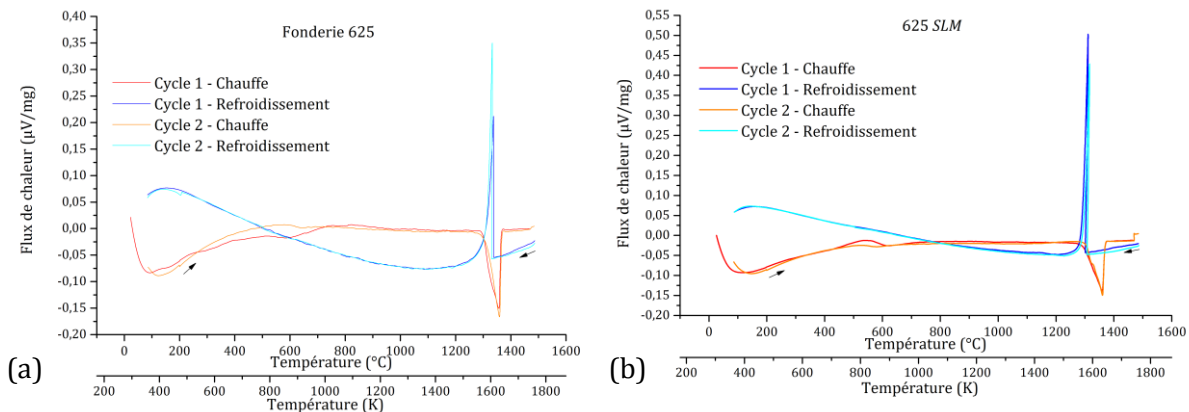 Fonderie 625
Cycle 1 - Chauffe
Cycle 1 - Refroidissement
Cycle 2 - Chauffe
Cycle 2 - Refroidissement
Flux de chaleur (µV/mg)
0,40
0,35
0,30
0,25
0,20
0,15
0,10
0,05
0,00
-0,05
-0,10
-0,15
-0,20
0 200 400 600 800 1000 1200 1400 1600
Température (°C)
200 400 600 800 1000 1200 1400 1600 1800
Température (K)
(a)
625 SLM
Cycle 1 - Chauffe
Cycle 1 - Refroidissement
Cycle 2 - Chauffe
Cycle 2 - Refroidissement
Flux de chaleur (µV/mg)
0,55
0,50
0,45
0,40
0,35
0,30
0,25
0,20
0,15
0,10
0,05
0,00
-0,05
-0,10
-0,15
-0,20
0 200 400 600 800 1000 1200 1400 1600
Température (°C)
200 400 600 800 1000 1200 1400 1600 1800
Température (K)
(b)